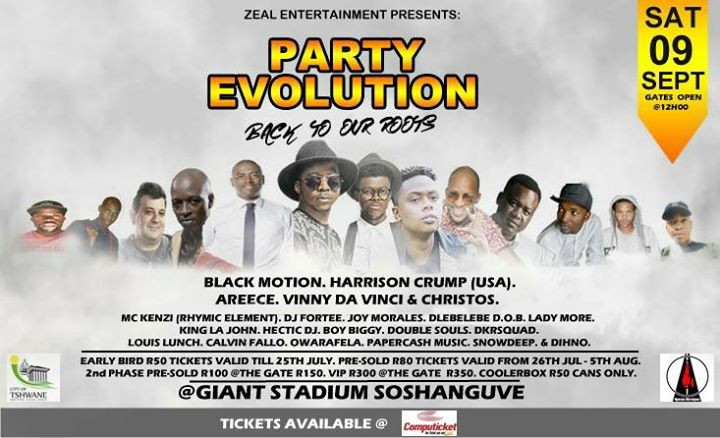 ZEAL ENTERTAINMENT PRESENTS:
PARTY
EVOLUTION
BACK TO OUR ROOTS
SAT
09
SEPT
GATES OPEN
@12H00
BLACK MOTION. HARRISON CRUMP (USA).
AREECE. VINNY DA VINCI & CHRISTOS.
MC KENZI (RHYMIC ELEMENT). DJ FORTEE. JOY MORALES. DLEBELEBE D.O.B. LADY MORE.
KING LA JOHN. HECTIC DJ. BOY BIGGY. DOUBLE SOULS. DKRSQUAD.
LOUIS LUNCH. CALVIN FALLO. OWARAFELA. PAPERCASH MUSIC. SNOWDEEP. & DIHNO.
EARLY BIRD R50 TICKETS VALID TILL 25TH JULY. PRE-SOLD R80 TICKETS VALID FROM 26TH JUL - 5TH AUG.
2nd PHASE PRE-SOLD R100 @THE GATE R150. VIP R300 @THE GATE R350. COOLERBOX R50 CANS ONLY.
@GIANT STADIUM SOSHANGUVE
CITY OF
TSHWANE
TICKETS AVAILABLE @
Computicket